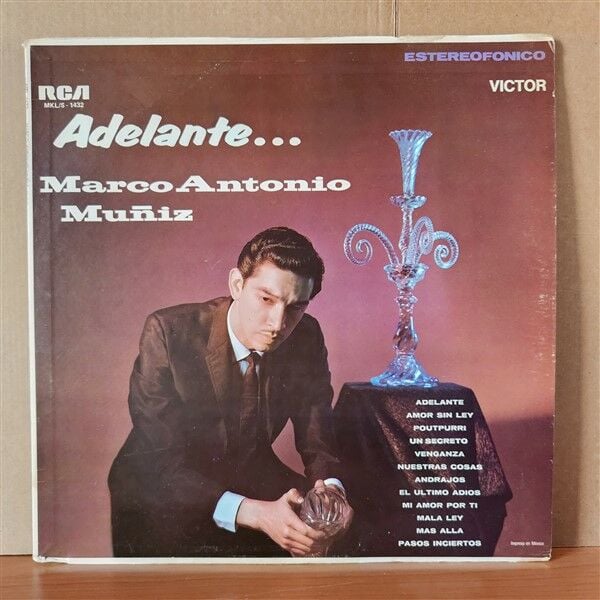 ESTEREOFONICO
RCA
VICTOR
MKL/S - 1432
Adelante...
Marco Antonio
Muñiz
ADELANTE
AMOR SIN LEY
POUTPURRI
UN SECRETO
VENGANZA
NUESTRAS COSAS
ANDRAJOS
EL ULTIMO ADIOS
MI AMOR POR TI
MALA LEY
MAS ALLA
PASOS INCIERTOS
Impreso en México